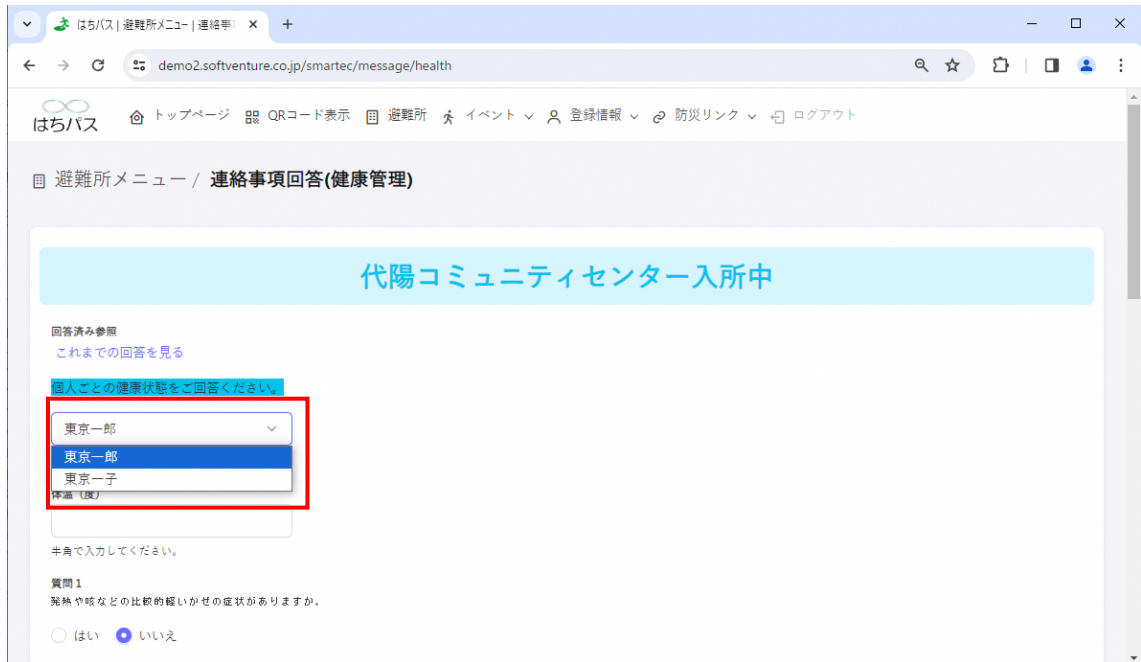 はちパス | 避難所メニュー | 連絡事
demo2.softventure.co.jp/smartec/message/health
はちパス トップページ QRコード表示 避難所 イベント 登録情報 防災リンク ログアウト
避難所メニュー / 連絡事項回答(健康管理)
代陽コミュニティセンター入所中
回答済み参照
これまでの回答を見る
個人ごとの健康状態をご回答ください。
東京一郎
東京一郎
東京一子
体温（度）
半角で入力してください。
質問１
発熱や咳などの比較的軽いかぜの症状がありますか。
はい いいえ